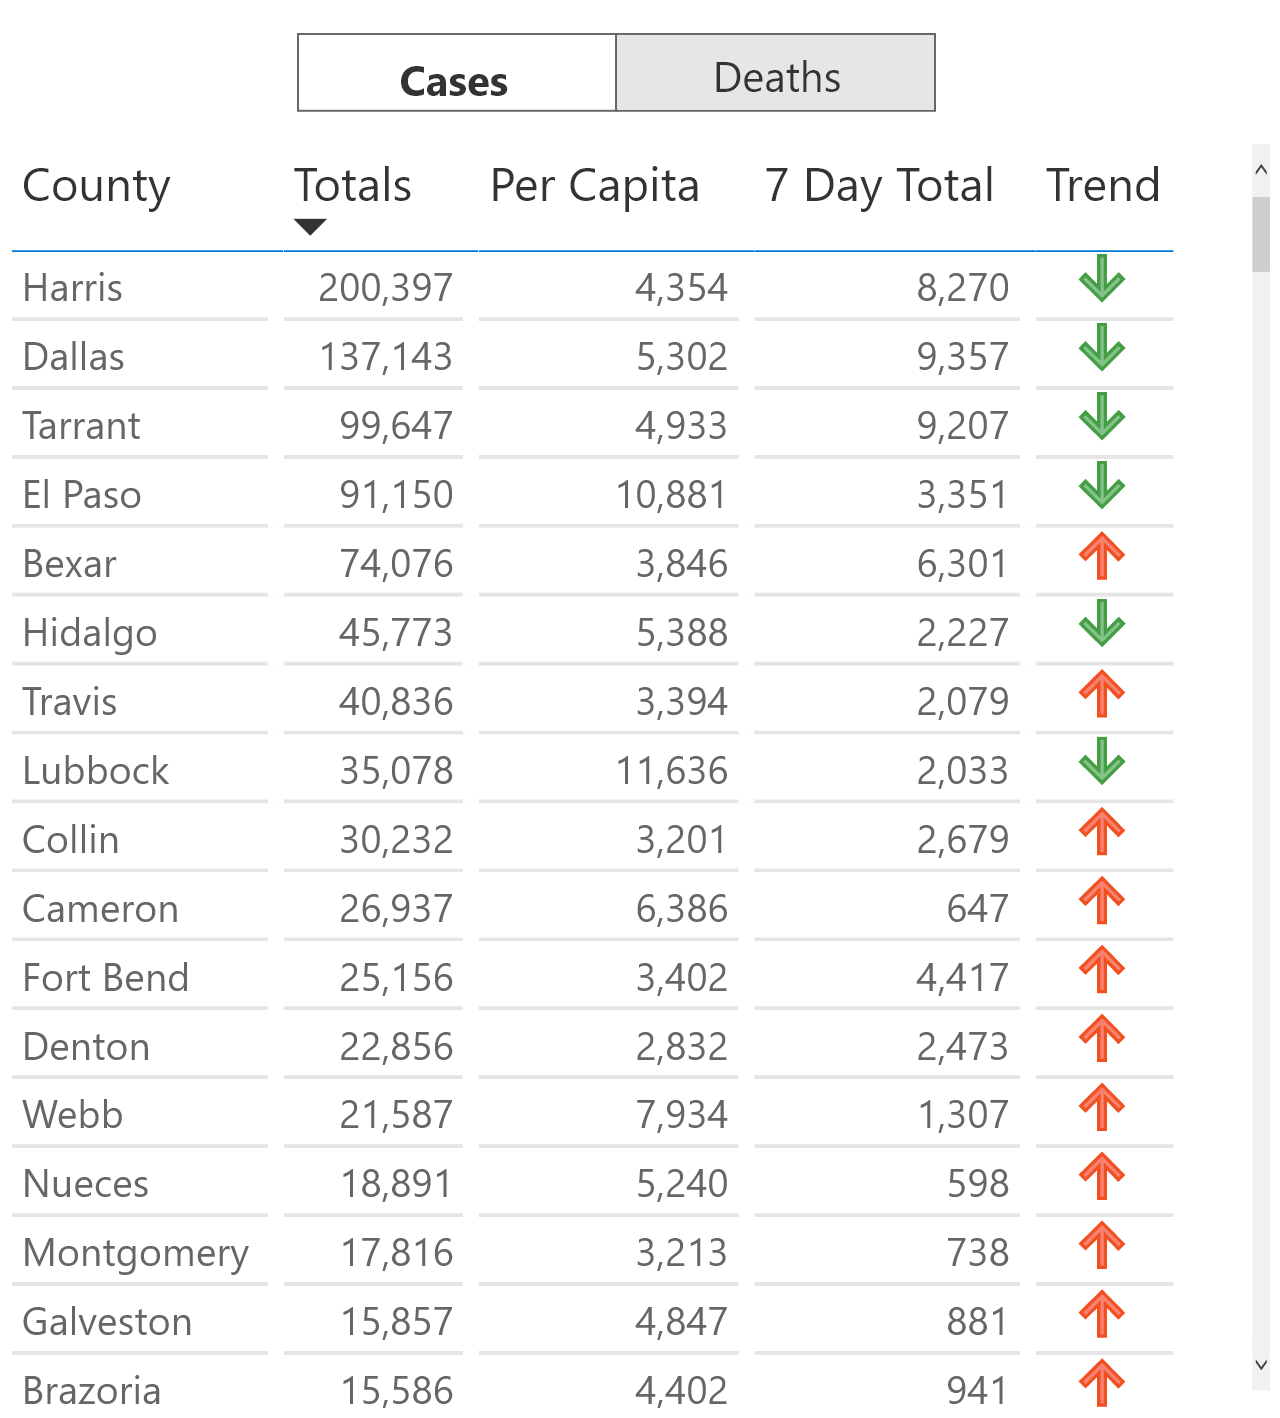 Cases Deaths
County Totals Per Capita 7 Day Total Trend
Harris 200,397 4,354 8,270
Dallas 137,143 5,302 9,357
Tarrant 99,647 4,933 9,207
El Paso 91,150 10,881 3,351
Bexar 74,076 3,846 6,301
Hidalgo 45,773 5,388 2,227
Travis 40,836 3,394 2,079
Lubbock 35,078 11,636 2,033
Collin 30,232 3,201 2,679
Cameron 26,937 6,386 647
Fort Bend 25,156 3,402 4,417
Denton 22,856 2,832 2,473
Webb 21,587 7,934 1,307
Nueces 18,891 5,240 598
Montgomery 17,816 3,213 738
Galveston 15,857 4,847 881
Brazoria 15,586 4,402 941